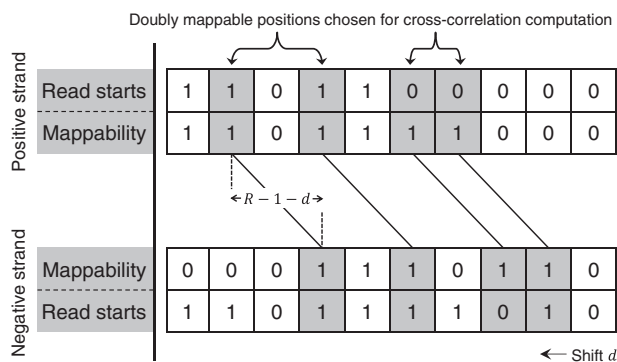 Doubly mappable positions chosen for cross-correlation computation
Positive strand
Read starts 1 1 0 1 1 0 0 0 0 0
Mappability 1 1 0 1 1 1 1 0 0 0
R − 1 − d
Negative strand
Mappability 0 0 0 1 1 1 0 1 1 0
Read starts 1 1 0 1 1 1 1 0 1 0
Shift d